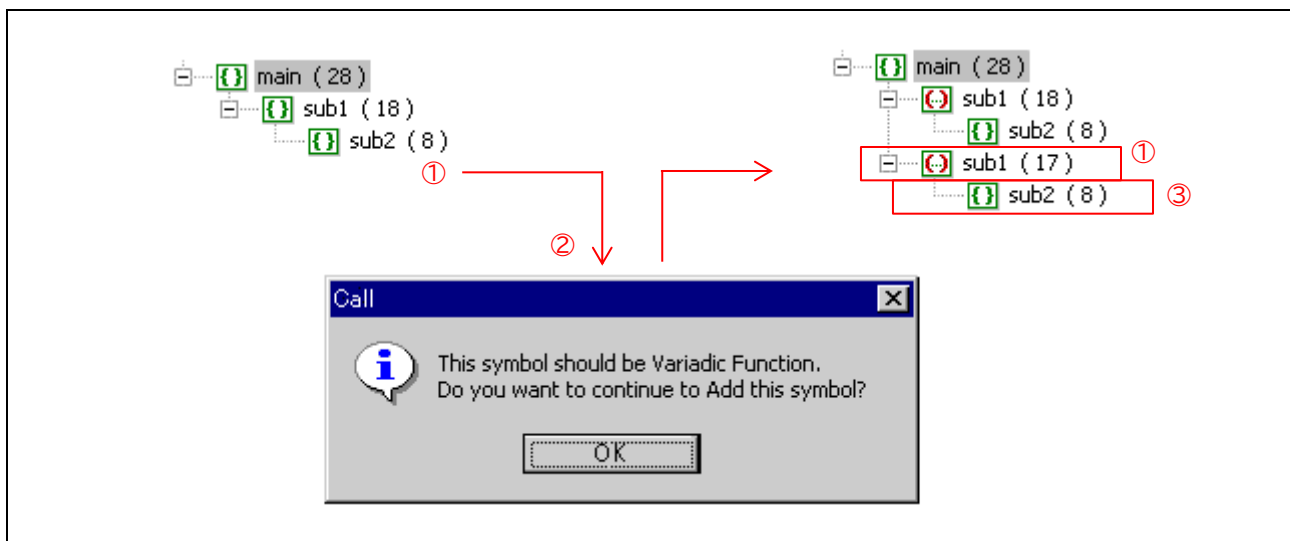 main ( 28 )
sub1 ( 18 )
sub2 ( 8 )
①
②
main ( 28 )
sub1 ( 18 )
sub2 ( 8 )
sub1 ( 17 )
①
sub2 ( 8 )
③
Call
This symbol should be Variadic Function.
Do you want to continue to Add this symbol?
OK